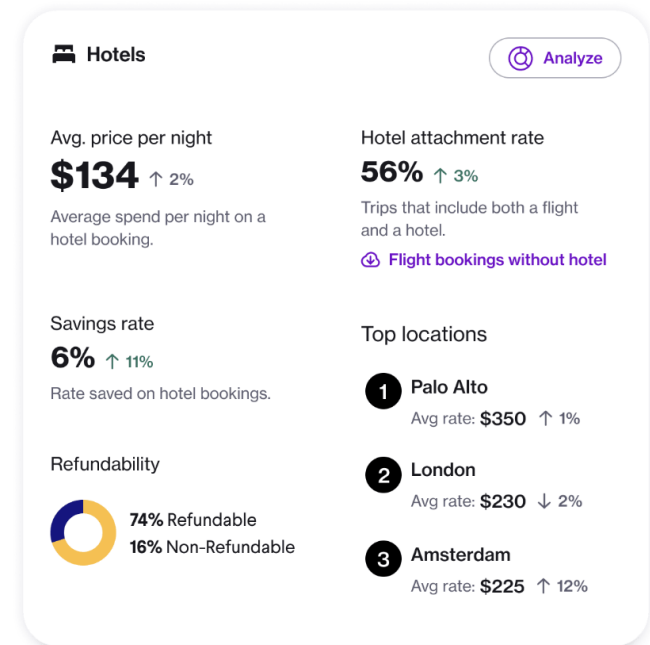 Hotels
Analyze
Avg. price per night
$134 ↑ 2%
Average spend per night on a
hotel booking.
Hotel attachment rate
56% ↑ 3%
Trips that include both a flight
and a hotel.
Flight bookings without hotel
Savings rate
6% ↑ 11%
Rate saved on hotel bookings.
Refundability
74% Refundable
16% Non-Refundable
Top locations
1 Palo Alto
Avg rate: $350 ↑ 1%
2 London
Avg rate: $230 ↓ 2%
3 Amsterdam
Avg rate: $225 ↑ 12%